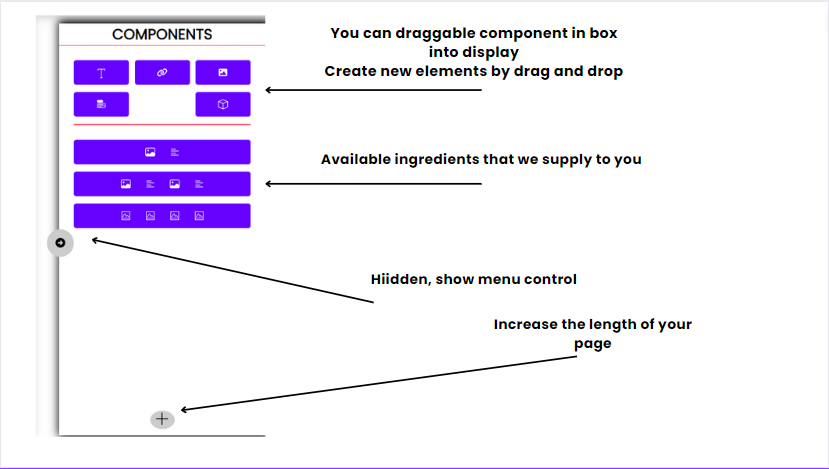 COMPONENTS
You can draggable component in box
into display
Create new elements by drag and drop
T
Available ingredients that we supply to you
Hiidden, show menu control
Increase the length of your
page